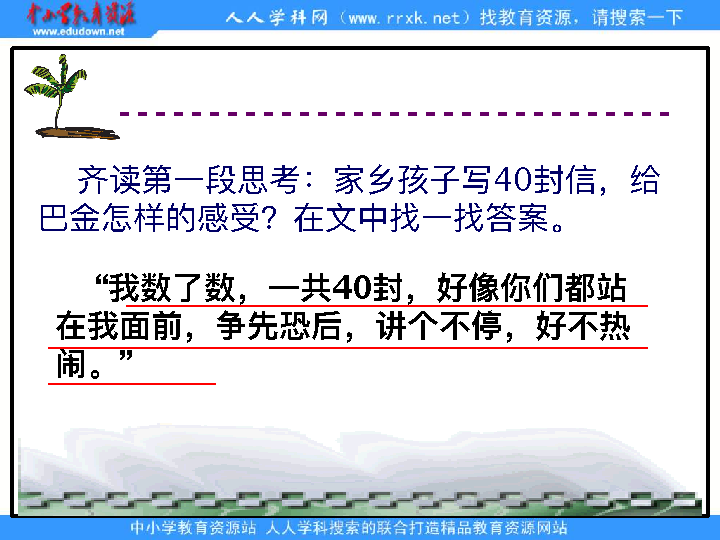 中小学教育资源
www.edudown.net
人人学科网（www.rrxk.net）找教育资源，请搜索一下
齐读第一段思考：家乡孩子写40封信，给
巴金怎样的感受？在文中找一找答案。
“我数了数，一共40封，好像你们都站
在我面前，争先恐后，讲个不停，好不热
闹。”
中小学教育资源站 人人学科搜索的联合打造精品教育资源网站